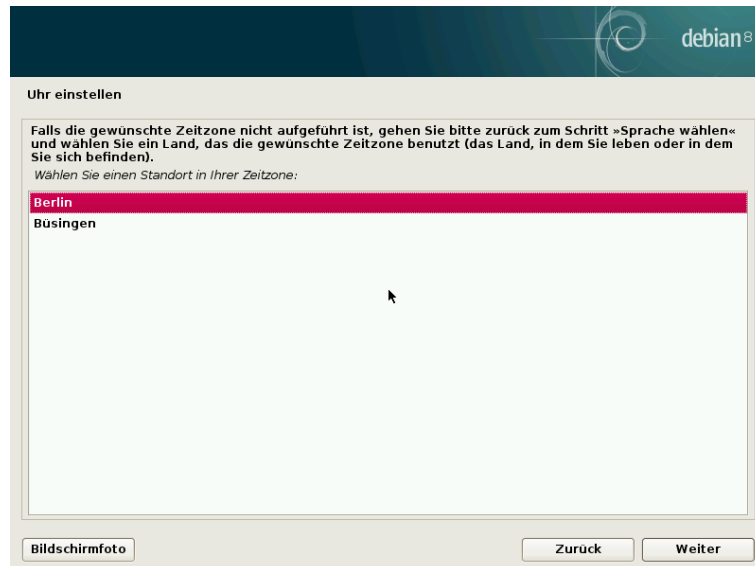 debian 8
Uhr einstellen
Falls die gewünschte Zeitzone nicht aufgeführt ist, gehen Sie bitte zurück zum Schritt »Sprache wählen«
und wählen Sie ein Land, das die gewünschte Zeitzone benutzt (das Land, in dem Sie leben oder in dem
Sie sich befinden).
Wählen Sie einen Standort in Ihrer Zeitzone:
Berlin
Büsingen
Bildschirmfoto
Zurück
Weiter